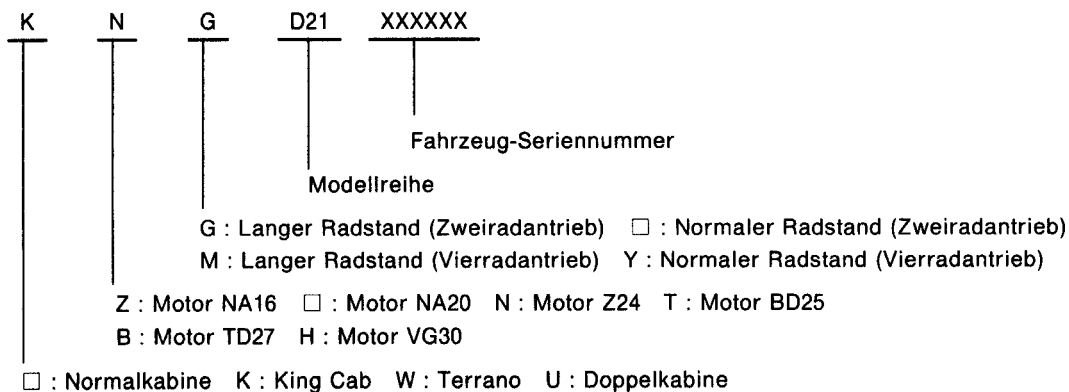 K N G D21 XXXXXX
Fahrzeug-Seriennummer
Modellreihe
G : Langer Radstand (Zweiradantrieb) □ : Normaler Radstand (Zweiradantrieb)
M : Langer Radstand (Vierradantrieb) Y : Normaler Radstand (Vierradantrieb)
Z : Motor NA16 □ : Motor NA20 N : Motor Z24 T : Motor BD25
B : Motor TD27 H : Motor VG30
□ : Normalkabine K : King Cab W : Terrano U : Doppelkabine